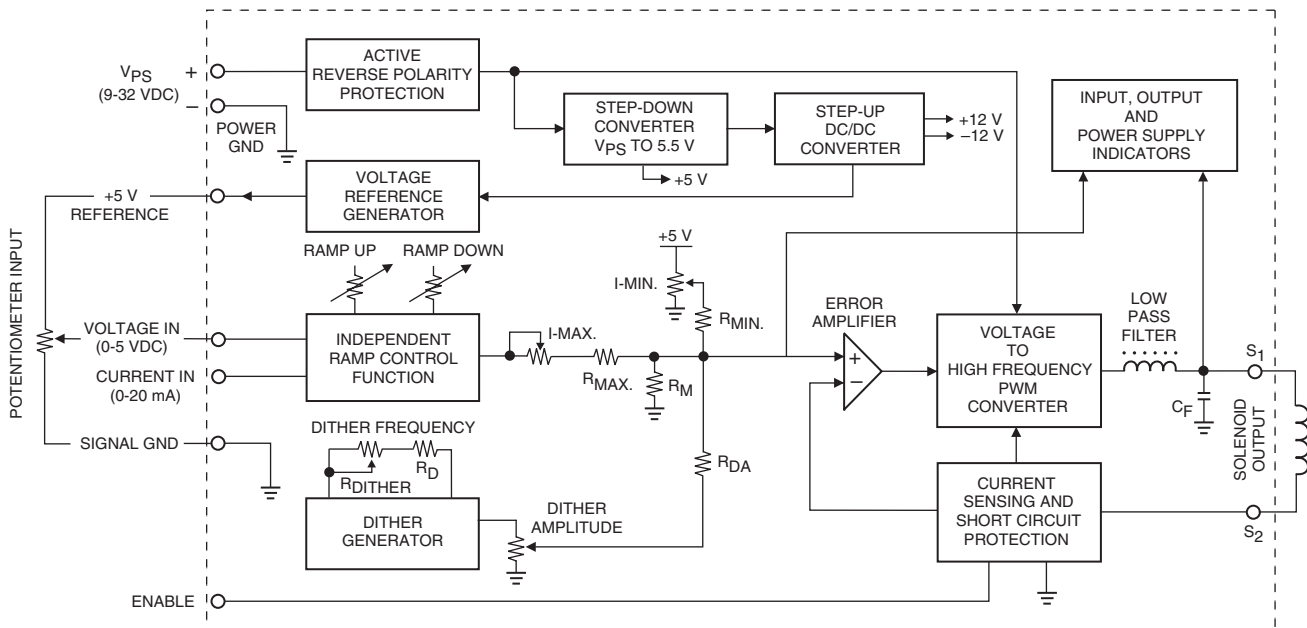 VPS
(9-32 VDC)
+
–
POWER
GND
ACTIVE
REVERSE POLARITY
PROTECTION
STEP-DOWN
CONVERTER
VPS TO 5.5 V
+5 V
STEP-UP
DC/DC
CONVERTER
+12 V
–12 V
INPUT, OUTPUT
AND
POWER SUPPLY
INDICATORS
+5 V
REFERENCE
VOLTAGE
REFERENCE
GENERATOR
POTENTIOMETER INPUT
RAMP UP
RAMP DOWN
VOLTAGE IN
(0-5 VDC)
CURRENT IN
(0-20 mA)
INDEPENDENT
RAMP CONTROL
FUNCTION
I-MAX.
RMAX.
RM
+5 V
I-MIN.
RMIN.
ERROR
AMPLIFIER
+
–
VOLTAGE
TO
HIGH FREQUENCY
PWM
CONVERTER
LOW
PASS
FILTER
CF
S1
SOLENOID
OUTPUT
S2
SIGNAL GND
DITHER FREQUENCY
RD
RDITHER
DITHER
GENERATOR
DITHER
AMPLITUDE
RDA
CURRENT
SENSING AND
SHORT CIRCUIT
PROTECTION
ENABLE